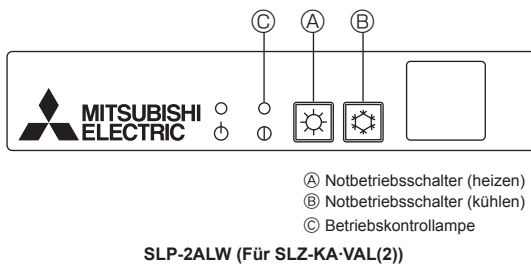 Ⓒ Ⓐ Ⓑ
MITSUBISHI
ELECTRIC
Ⓐ Notbetriebsschalter (heizen)
Ⓑ Notbetriebsschalter (kühlen)
Ⓒ Betriebskontrollampe
SLP-2ALW (Für SLZ-KA·VAL(2))